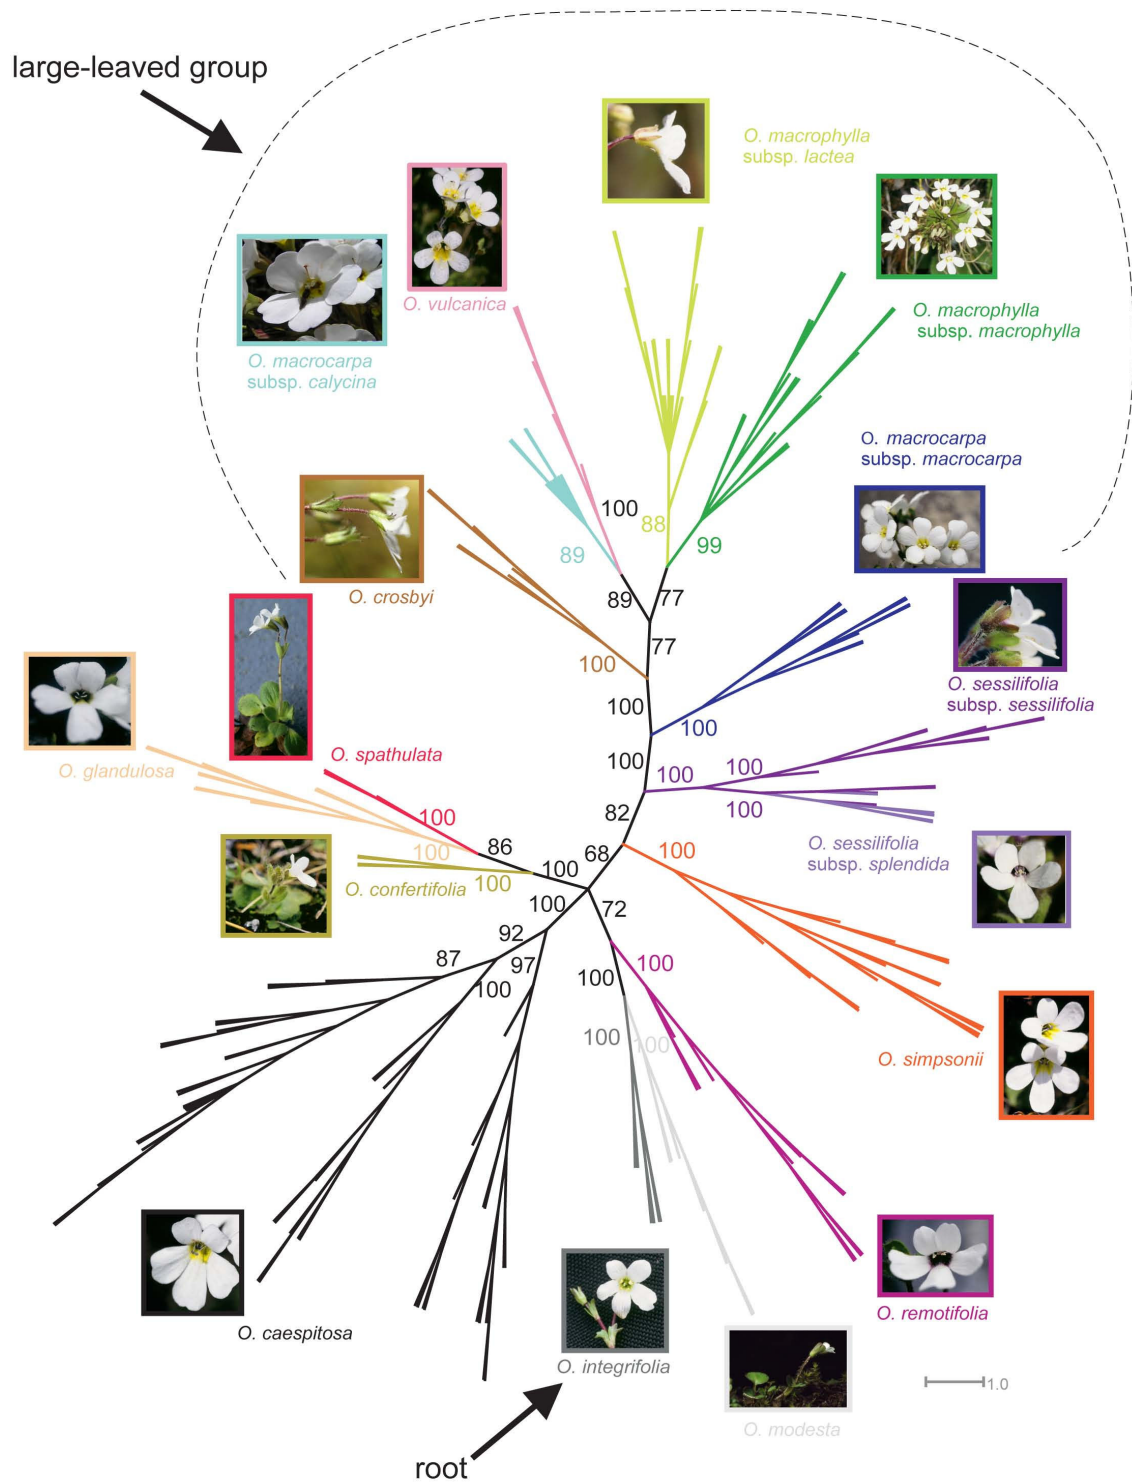 large-leaved group
O. macrophylla
subsp. lactea
O. vulcanica
O. macrophylla
subsp. macrophylla
O. macrocarpa
subsp. calycina
O. macrocarpa
subsp. macrocarpa
100
88
99
89
O. crosbyi
89
77
77
100
O. sessilifolia
subsp. sessilifolia
100
100
O. spathulata
O. glandulosa
100
100
100
100
82
O. sessilifolia
subsp. splendida
100
86
68
100
100
O. confertifolia
100
100
100
72
92
87
97
100
100
100
100
100
O. simpsonii
O. remotifolia
O. caespitosa
O. integrifolia
1.0
O. modesta
root